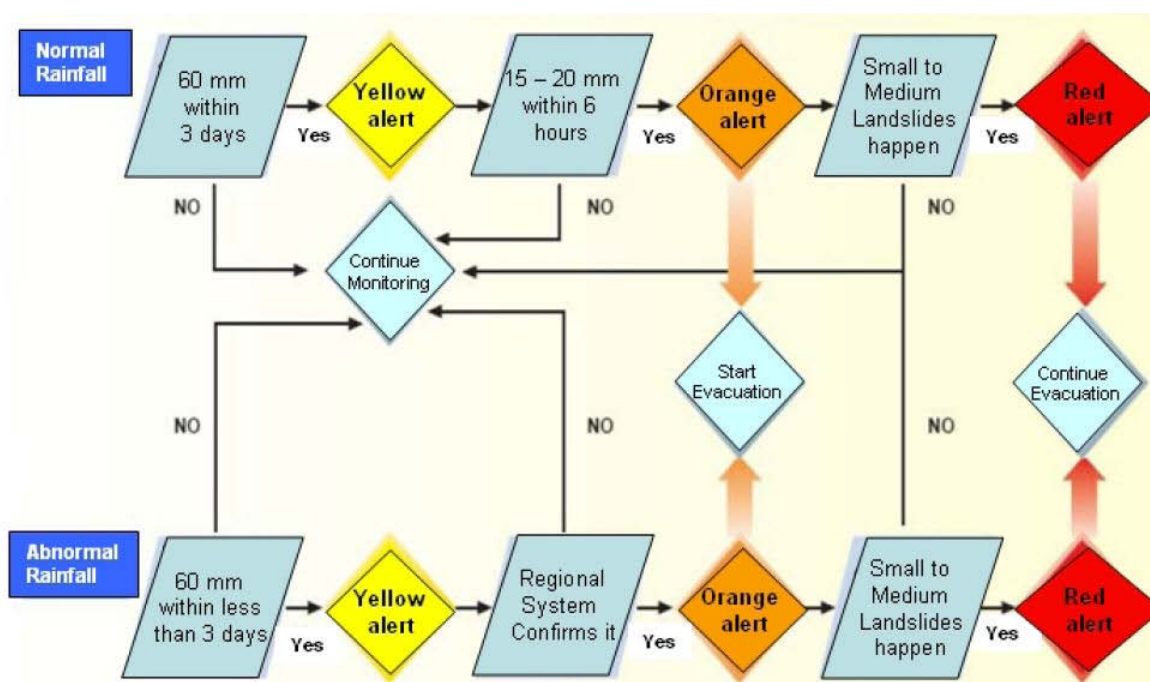 Normal
Rainfall
60 mm
within
3 days
Yes
Yellow
alert
15 – 20 mm
within 6
hours
Yes
Orange
alert
Small to
Medium
Landslides
happen
Yes
Red
alert
NO
NO
NO
Continue
Monitoring
Start
Evacuation
Continue
Evacuation
NO
NO
NO
Abnormal
Rainfall
60 mm
within less
than 3 days
Yes
Yellow
alert
Regional
System
Confirms it
Yes
Orange
alert
Small to
Medium
Landslides
happen
Yes
Red
alert